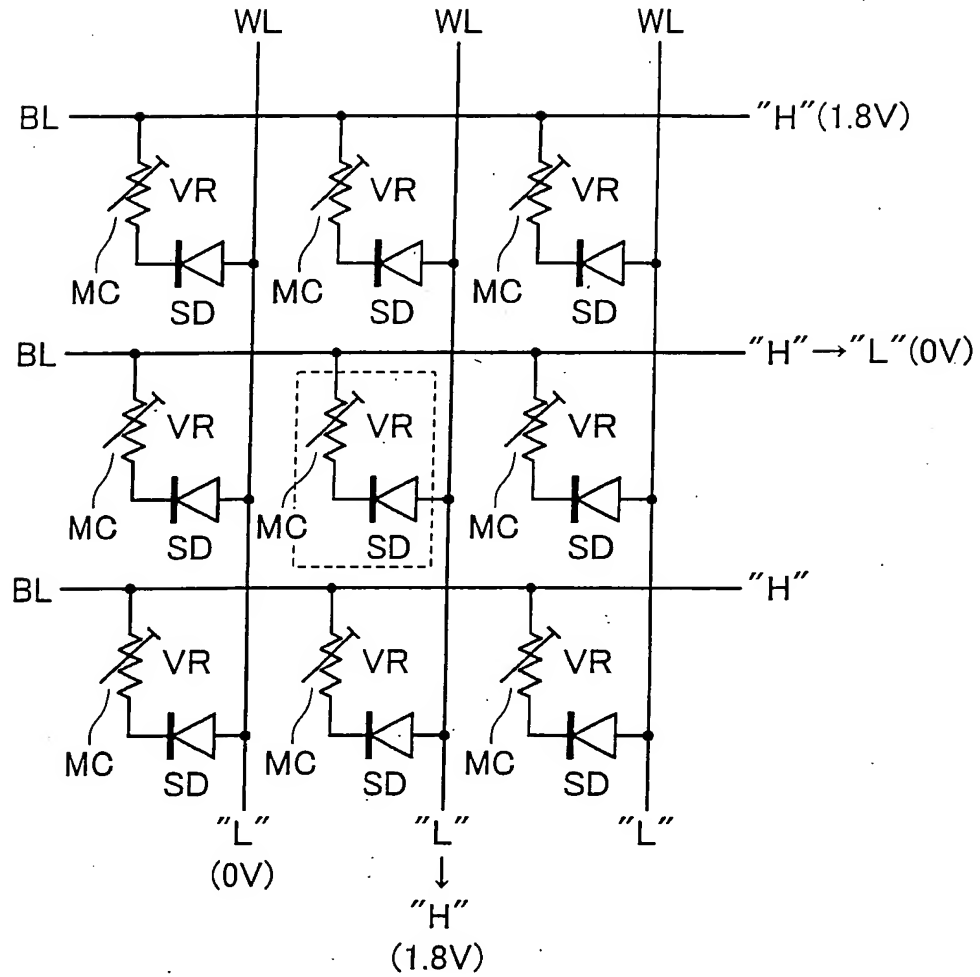 WL WL WL
BL "H"(1.8V)
VR VR VR
MC SD MC SD MC SD
BL "H"→"L"(0V)
VR VR VR
MC SD MC SD MC SD
BL "H"
VR VR VR
MC SD MC SD MC SD
"L" "L" "L"
(0V) ↓
"H"
(1.8V)